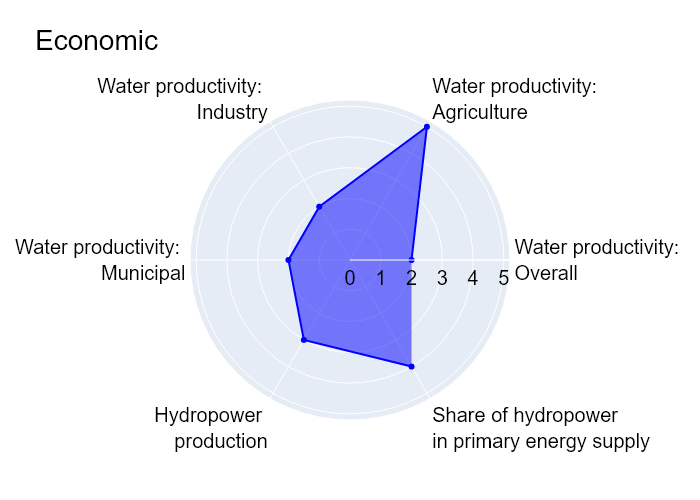 Economic
Water productivity:
Industry
Water productivity:
Agriculture
Water productivity:
Municipal
Water productivity:
Overall
0 1 2 3 4 5
Hydropower
production
Share of hydropower
in primary energy supply